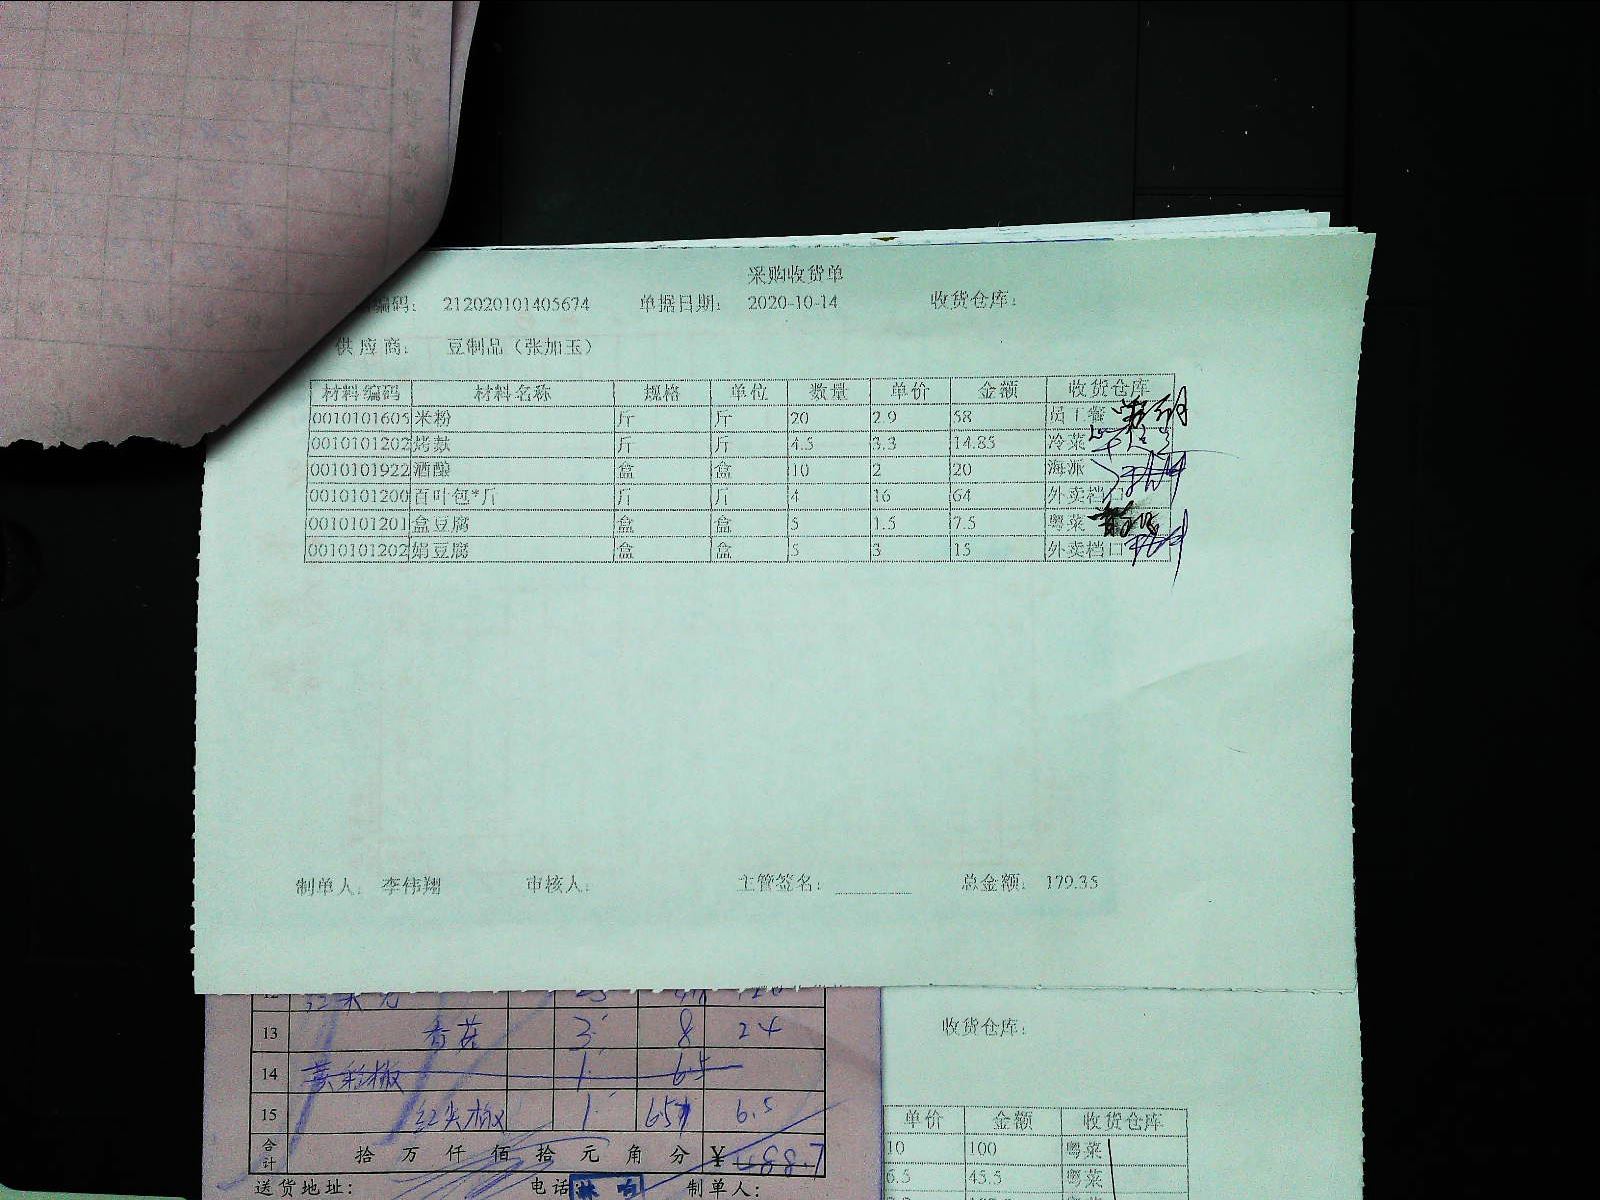 采购收货单
编码： 212020101405674 单据日期： 2020-10-14 收货仓库：
供应商： 豆制品（张加玉）
材料编码 材料名称 规格 单位 数量 单价 金额 收货仓库
0010101605 米粉 斤 斤 20 2.9 58 员工餐
0010101202 烤麸 斤 斤 4.5 3.3 14.85 冷菜
0010101922 酒酿 盒 盒 10 2 20 海派
0010101200 百叶包*斤 斤 斤 4 16 64 外卖档口
0010101201 盒豆腐 盒 盒 5 1.5 7.5 粤菜
0010101202 娟豆腐 盒 盒 5 3 15 外卖档口
制单人： 李伟翔 审核人： 主管签名： 总金额： 179.35
12
13 香菇 3 8 24
14 黄彩椒 1 6.5
15 红尖椒 1 6.5 6.5
合计 拾 万 仟 佰 拾 元 角 分 ¥
送货地址： 电话 制单人：
收货仓库：
单价 金额 收货仓库
10 100 粤菜
6.5 45.5 粤菜